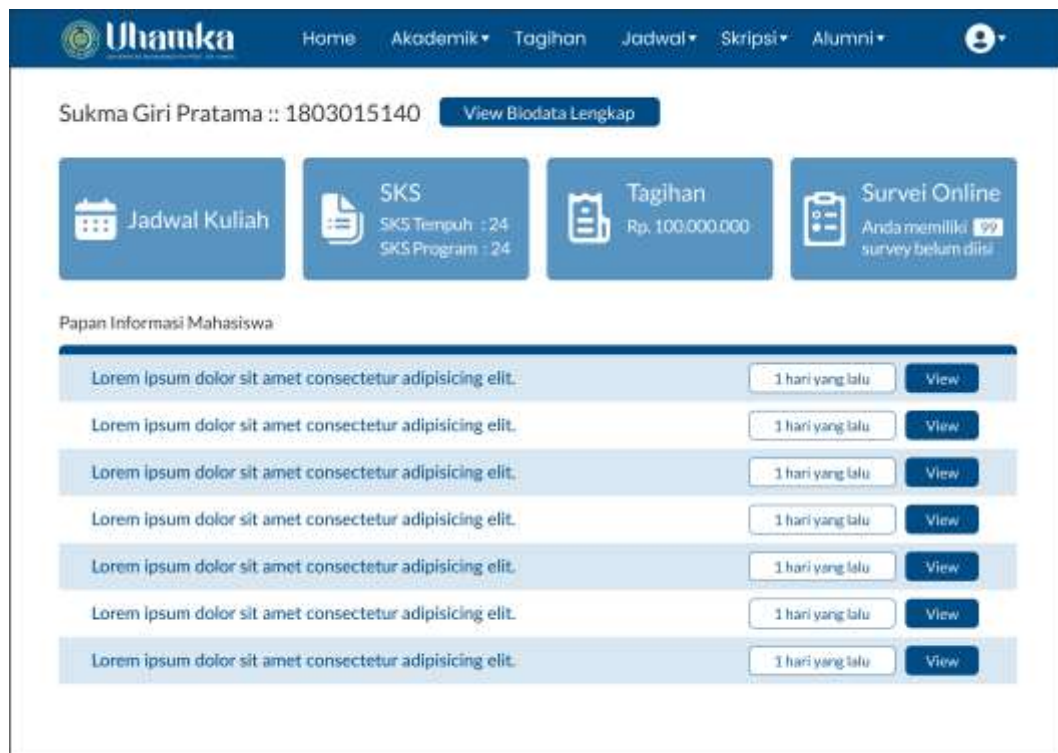 Uhamka
Home Akademik Tagihan Jadwal Skripsi Alumni
Sukma Giri Pratama :: 1803015140 View Biodata Lengkap
Jadwal Kuliah
SKS
SKS Tempuh : 24
SKS Program : 24
Tagihan
Rp. 100.000.000
Survei Online
Anda memiliki 99
survey belum diisi
Papan Informasi Mahasiswa
Lorem ipsum dolor sit amet consectetur adipisicing elit. 1 hari yang lalu View
Lorem ipsum dolor sit amet consectetur adipisicing elit. 1 hari yang lalu View
Lorem ipsum dolor sit amet consectetur adipisicing elit. 1 hari yang lalu View
Lorem ipsum dolor sit amet consectetur adipisicing elit. 1 hari yang lalu View
Lorem ipsum dolor sit amet consectetur adipisicing elit. 1 hari yang lalu View
Lorem ipsum dolor sit amet consectetur adipisicing elit. 1 hari yang lalu View
Lorem ipsum dolor sit amet consectetur adipisicing elit. 1 hari yang lalu View